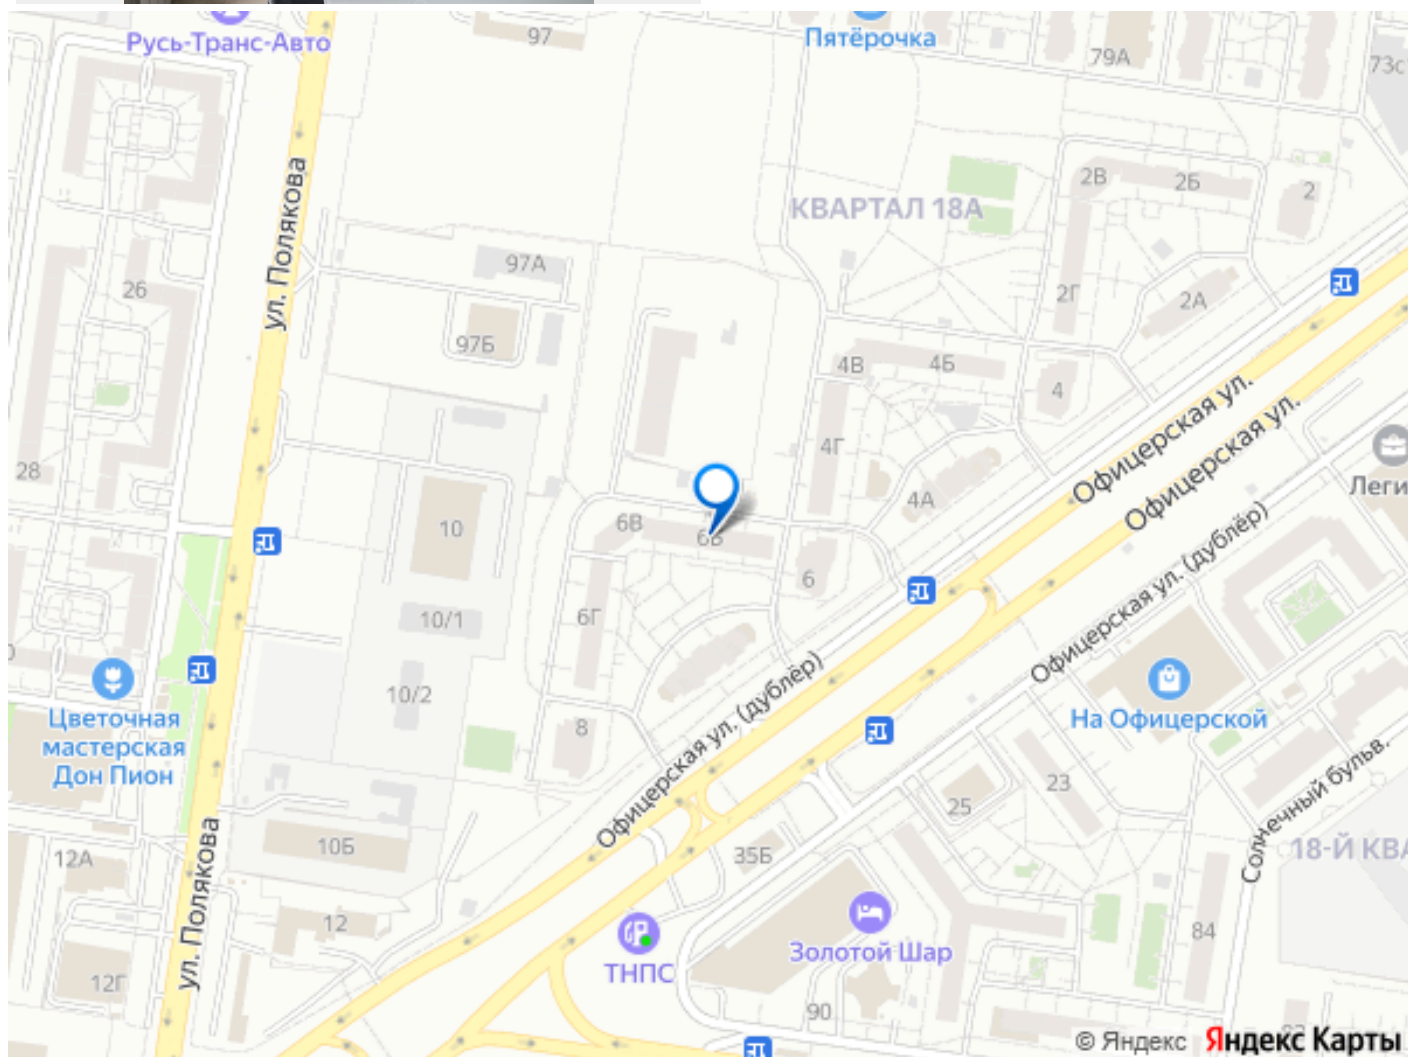 Русь-Транс-Авто
97
Пятёрочка
79А
73с
ул. Полякова
КВАРТАЛ 18А
2В
2Б
2
26
97А
2Г
2А
97Б
4В
4Б
4
Офицерская ул.
Офицерская ул.
28
4Г
4А
Леги
10
6В
6Б
6
Офицерская ул. (дублёр)
10/1
6Г
10/2
Цветочная
мастерская
Дон Пион
8
Офицерская ул. (дублёр)
На Офицерской
23
25
Солнечный бульв.
12А
10Б
35Б
18-Й КВА
ул. Полякова
12
84
ТНПС
Золотой Шар
12Г
90
© Яндекс Яндекс Карты